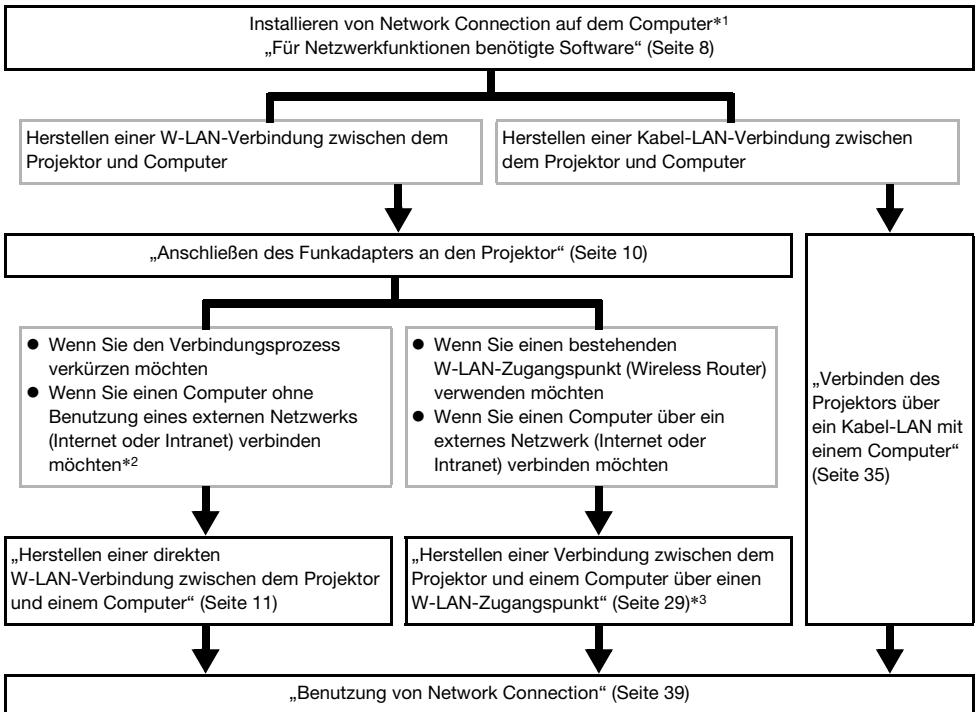 Installieren von Network Connection auf dem Computer*1
„Für Netzwerkfunktionen benötigte Software“ (Seite 8)
Herstellen einer W-LAN-Verbindung zwischen dem
Projektor und Computer
Herstellen einer Kabel-LAN-Verbindung zwischen
dem Projektor und Computer
„Anschließen des Funkadapters an den Projektor“ (Seite 10)
● Wenn Sie den Verbindungsprozess
verkürzen möchten
● Wenn Sie einen Computer ohne
Benutzung eines externen Netzwerks
(Internet oder Intranet) verbinden
möchten*2
● Wenn Sie einen bestehenden
W-LAN-Zugangspunkt (Wireless Router)
verwenden möchten
● Wenn Sie einen Computer über ein
externes Netzwerk (Internet oder
Intranet) verbinden möchten
„Verbinden des
Projektors über
ein Kabel-LAN mit
einem Computer“
(Seite 35)
„Herstellen einer direkten
W-LAN-Verbindung zwischen dem Projektor
und einem Computer“ (Seite 11)
„Herstellen einer Verbindung zwischen dem
Projektor und einem Computer über einen
W-LAN-Zugangspunkt“ (Seite 29)*3
„Benutzung von Network Connection“ (Seite 39)